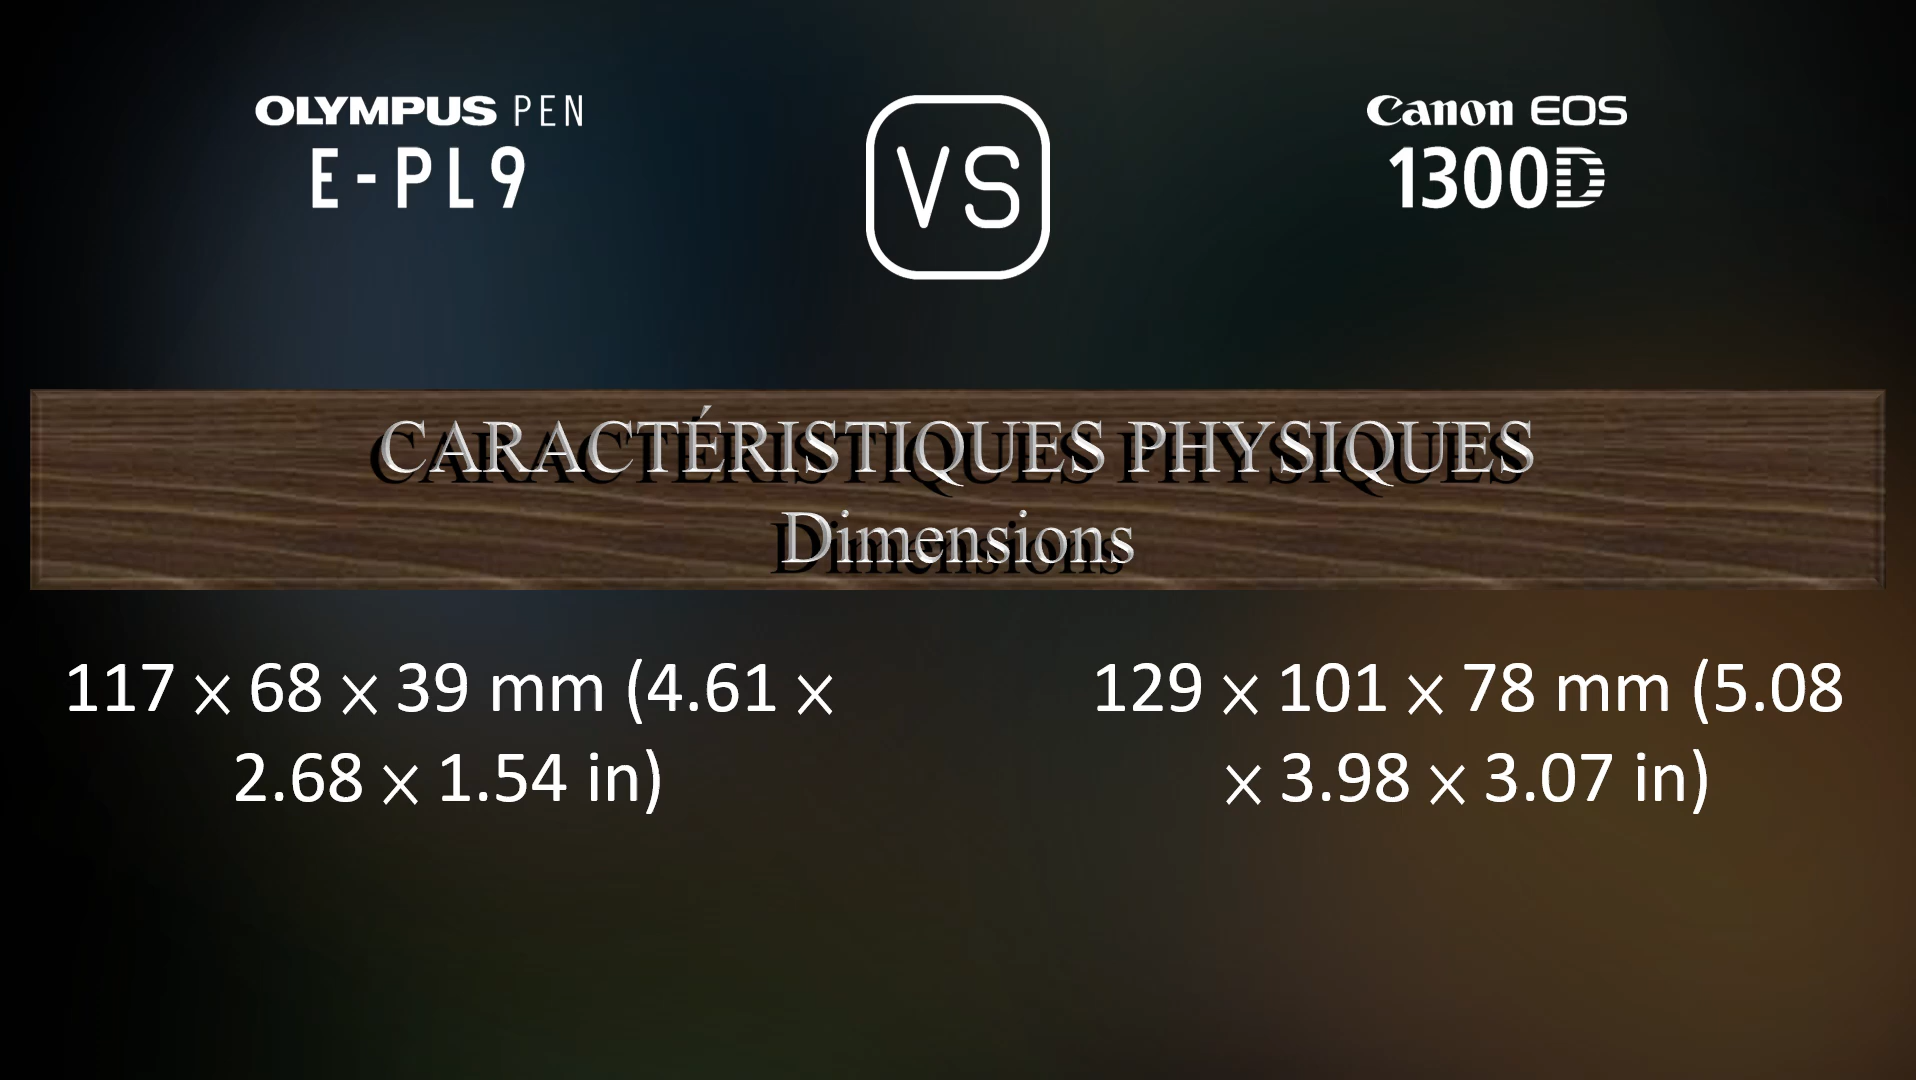 OLYMPUS PEN
E-PL9
VS
Canon EOS
1300D
CARACTÉRISTIQUES PHYSIQUES
Dimensions
117 x 68 x 39 mm (4.61 x
2.68 x 1.54 in)
129 x 101 x 78 mm (5.08
x 3.98 x 3.07 in)